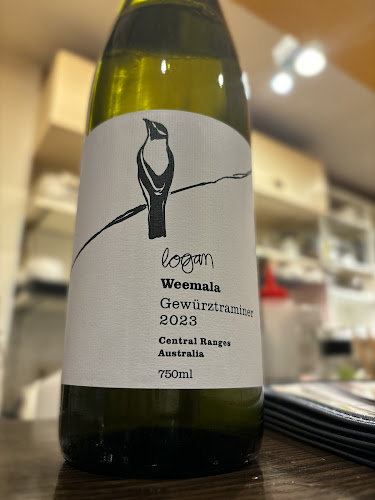 logan
Weemala
Gewürztraminer
2023
Central Ranges
Australia
750ml